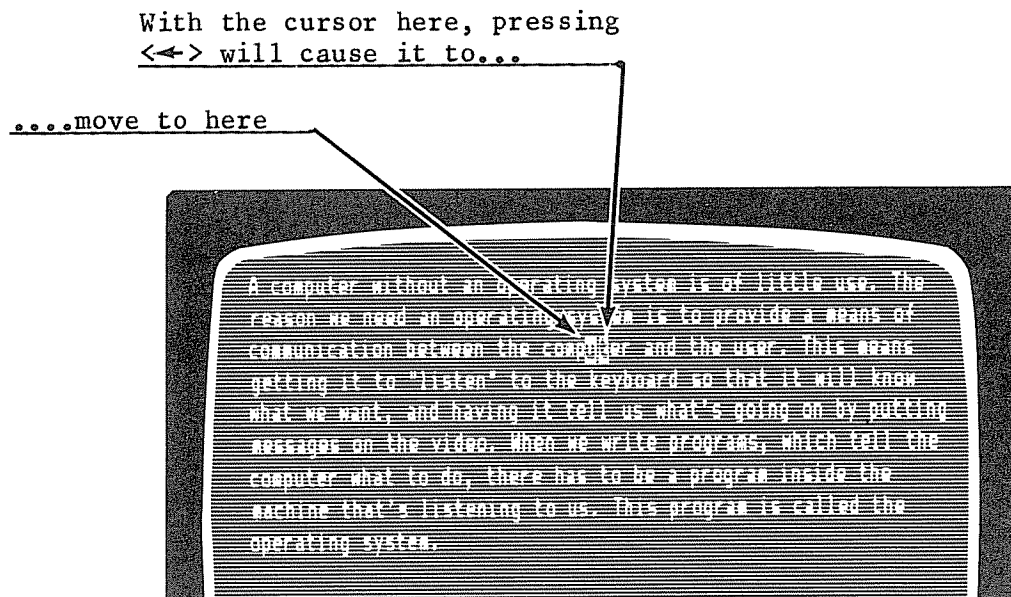 With the cursor here, pressing
<←> will cause it to...
....move to here
A computer without an operating system is of little use. The
reason we need an operating system is to provide a means of
communication between the computer and the user. This means
getting it to "listen" to the keyboard so that it will know
what we want, and having it tell us what's going on by putting
messages on the video. When we write programs, which tell the
computer what to do, there has to be a program inside the
machine that's listening to us. This program is called the
operating system.